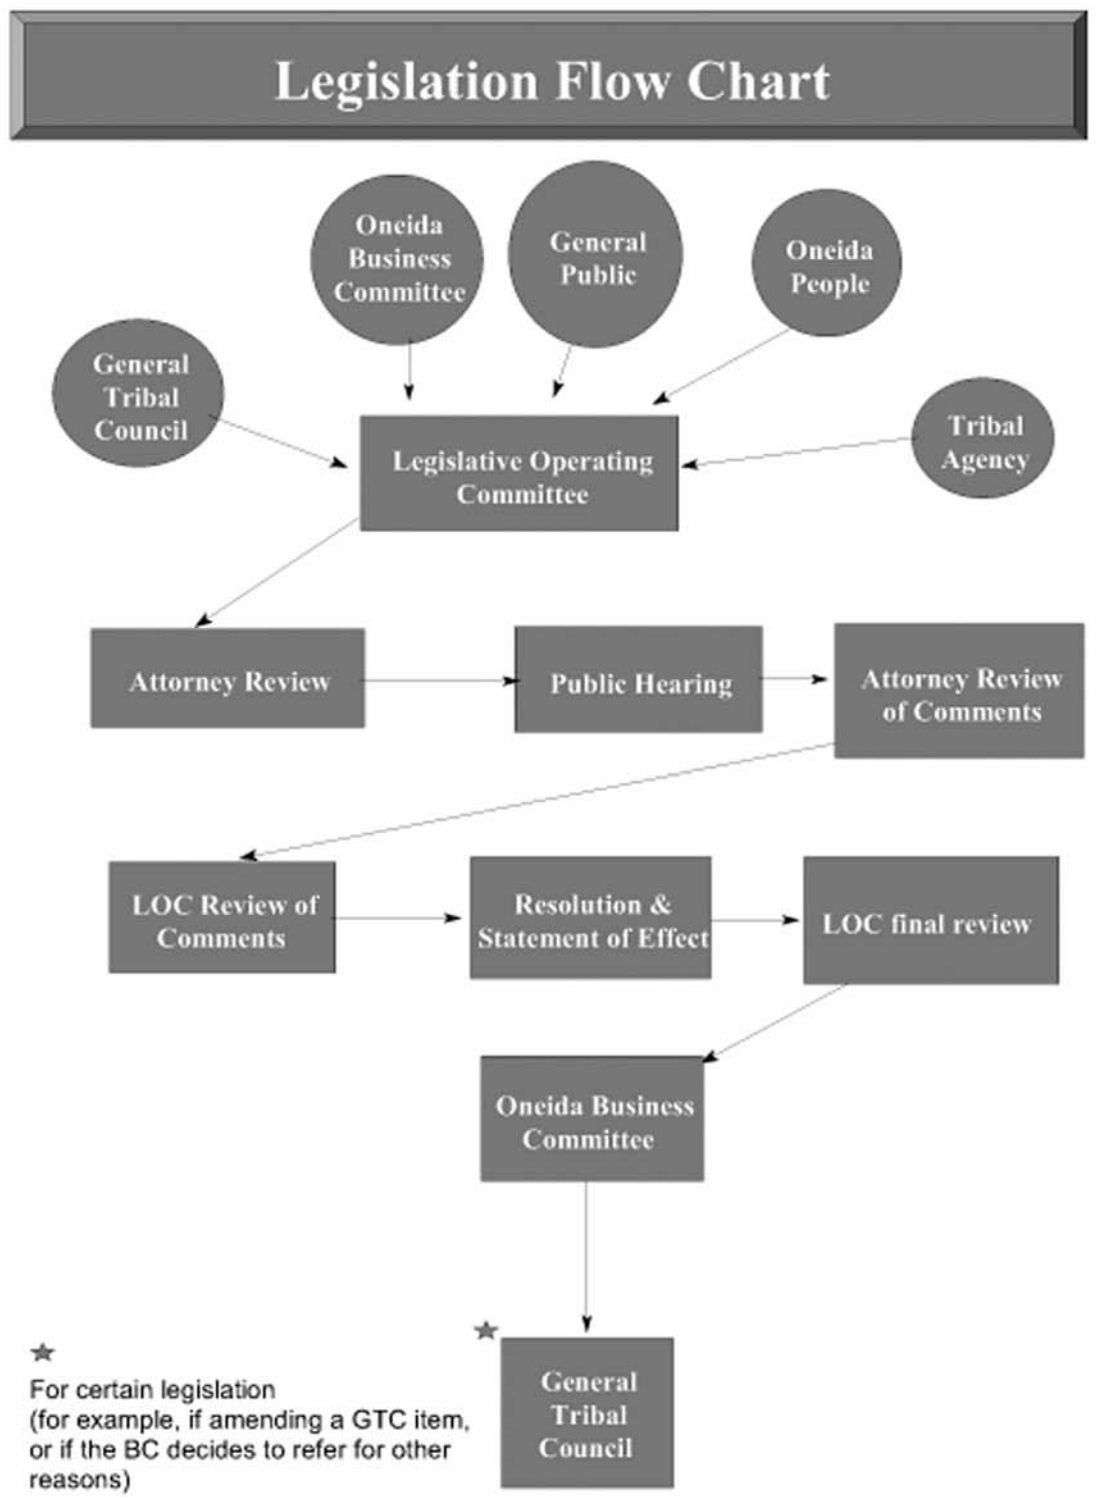 Legislation Flow Chart
Oneida
Business
Committee
General
Public
Oneida
People
General
Tribal
Council
Tribal
Agency
Legislative Operating
Committee
Attorney Review
Public Hearing
Attorney Review
of Comments
LOC Review of
Comments
Resolution &
Statement of Effect
LOC final review
Oneida Business
Committee
General
Tribal
Council
For certain legislation
(for example, if amending a GTC item,
or if the BC decides to refer for other
reasons)